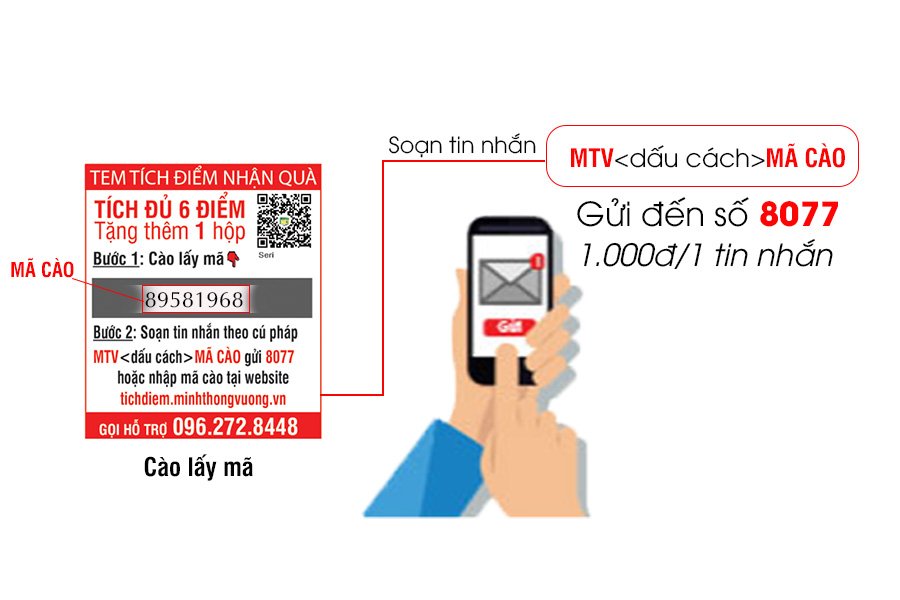 TEM TÍCH ĐIỂM NHẬN QUÀ
TÍCH ĐỦ 6 ĐIỂM
Tặng thêm 1 hộp
Seri
Bước 1: Cào lấy mã
MÃ CÀO
89581968
Bước 2: Soạn tin nhắn theo cú pháp
MTV<dấu cách>MÃ CÀO gửi 8077
hoặc nhập mã cào tại website
tichdiem.minhthongvuong.vn
GỌI HỖ TRỢ 096.272.8448
Cào lấy mã
Soạn tin nhắn
MTV<dấu cách>MÃ CÀO
Gửi đến số 8077
1.000đ/1 tin nhắn
1
Gửi